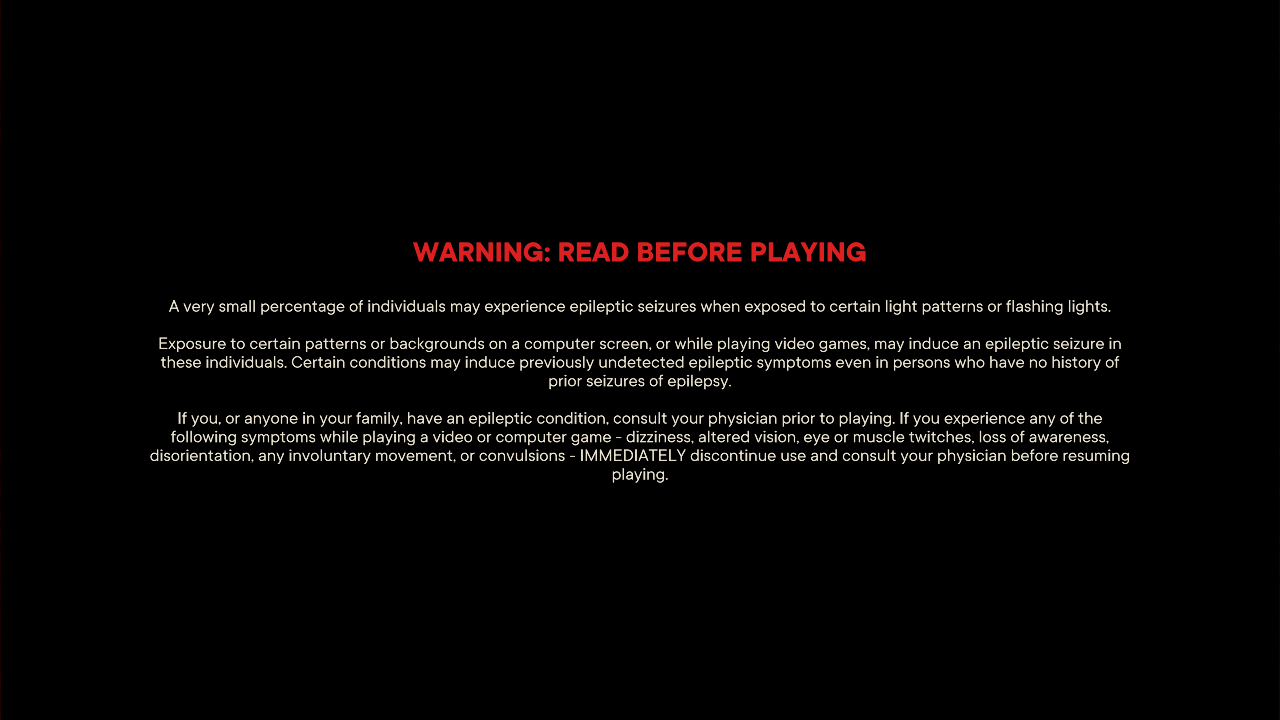 WARNING: READ BEFORE PLAYING
A very small percentage of individuals may experience epileptic seizures when exposed to certain light patterns or flashing lights.
Exposure to certain patterns or backgrounds on a computer screen, or while playing video games, may induce an epileptic seizure in
these individuals. Certain conditions may induce previously undetected epileptic symptoms even in persons who have no history of
prior seizures of epilepsy.
If you, or anyone in your family, have an epileptic condition, consult your physician prior to playing. If you experience any of the
following symptoms while playing a video or computer game - dizziness, altered vision, eye or muscle twitches, loss of awareness,
disorientation, any involuntary movement, or convulsions - IMMEDIATELY discontinue use and consult your physician before resuming
playing.